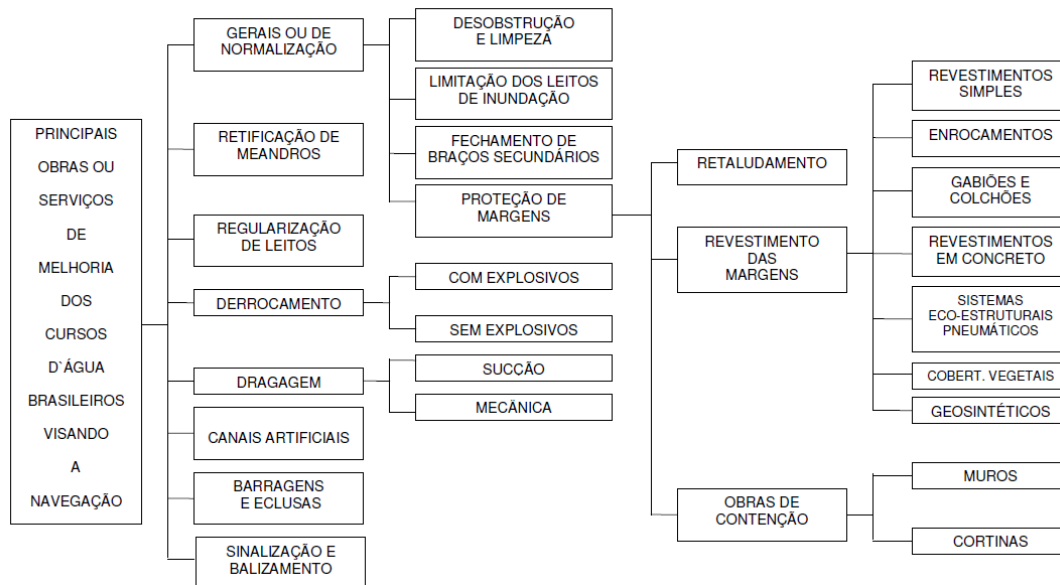 PRINCIPAIS
OBRAS OU
SERVIÇOS
DE
MELHORIA
DOS
CURSOS
D`ÁGUA
BRASILEIROS
VISANDO
A
NAVEGAÇÃO
GERAIS OU DE
NORMALIZAÇÃO
RETIFICAÇÃO DE
MEANDROS
REGULARIZAÇÃO
DE LEITOS
DERROCAMENTO
DRAGAGEM
CANAIS ARTIFICIAIS
BARRAGENS
E ECLUSAS
SINALIZAÇÃO E
BALIZAMENTO
DESOBSTRUÇÃO
E LIMPEZA
LIMITAÇÃO DOS LEITOS
DE INUNDAÇÃO
FECHAMENTO DE
BRAÇOS SECUNDÁRIOS
PROTEÇÃO DE
MARGENS
COM EXPLOSIVOS
SEM EXPLOSIVOS
SUCÇÃO
MECÂNICA
RETALUDAMENTO
REVESTIMENTO
DAS
MARGENS
OBRAS DE
CONTENÇÃO
REVESTIMENTOS
SIMPLES
ENROCAMENTOS
GABIÕES E
COLCHÕES
REVESTIMENTOS
EM CONCRETO
SISTEMAS
ECO-ESTRUTURAIS
PNEUMÁTICOS
COBERT. VEGETAIS
GEOSINTÉTICOS
MUROS
CORTINAS